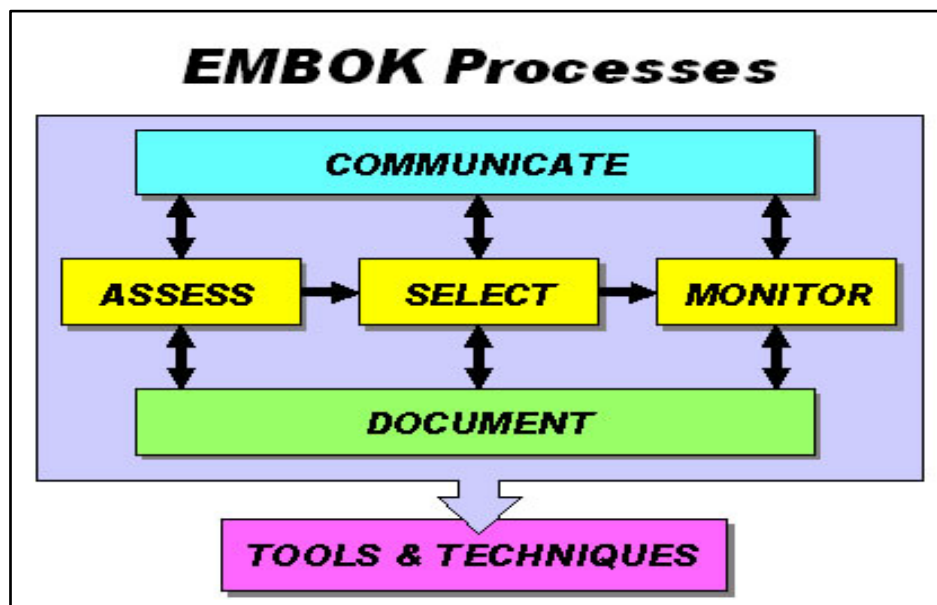 EMBOK Processes
COMMUNICATE
ASSESS
SELECT
MONITOR
DOCUMENT
TOOLS & TECHNIQUES